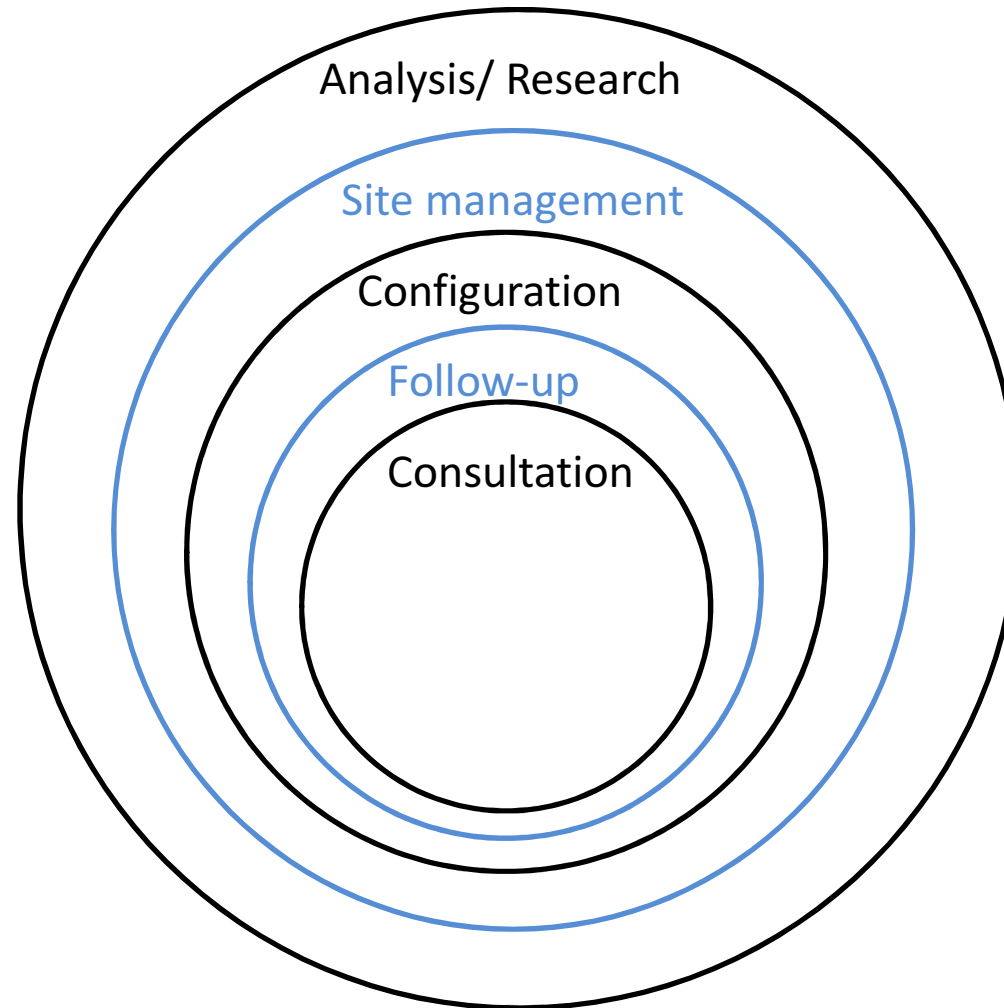 Analysis/ Research
Site management
Configuration
Follow-up
Consultation